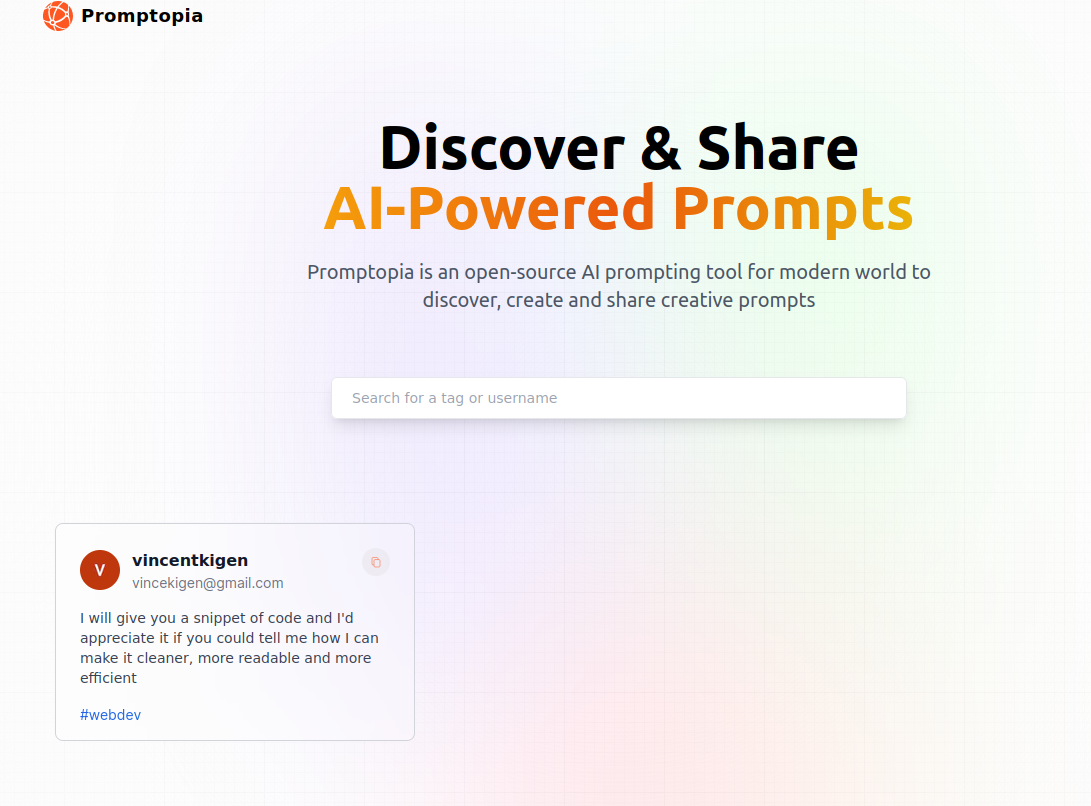 Promptopia
Discover & Share
AI-Powered Prompts
Promptopia is an open-source AI prompting tool for modern world to
discover, create and share creative prompts
Search for a tag or username
V
vincentkigen
vincekigen@gmail.com
I will give you a snippet of code and I'd
appreciate it if you could tell me how I can
make it cleaner, more readable and more
efficient
#webdev